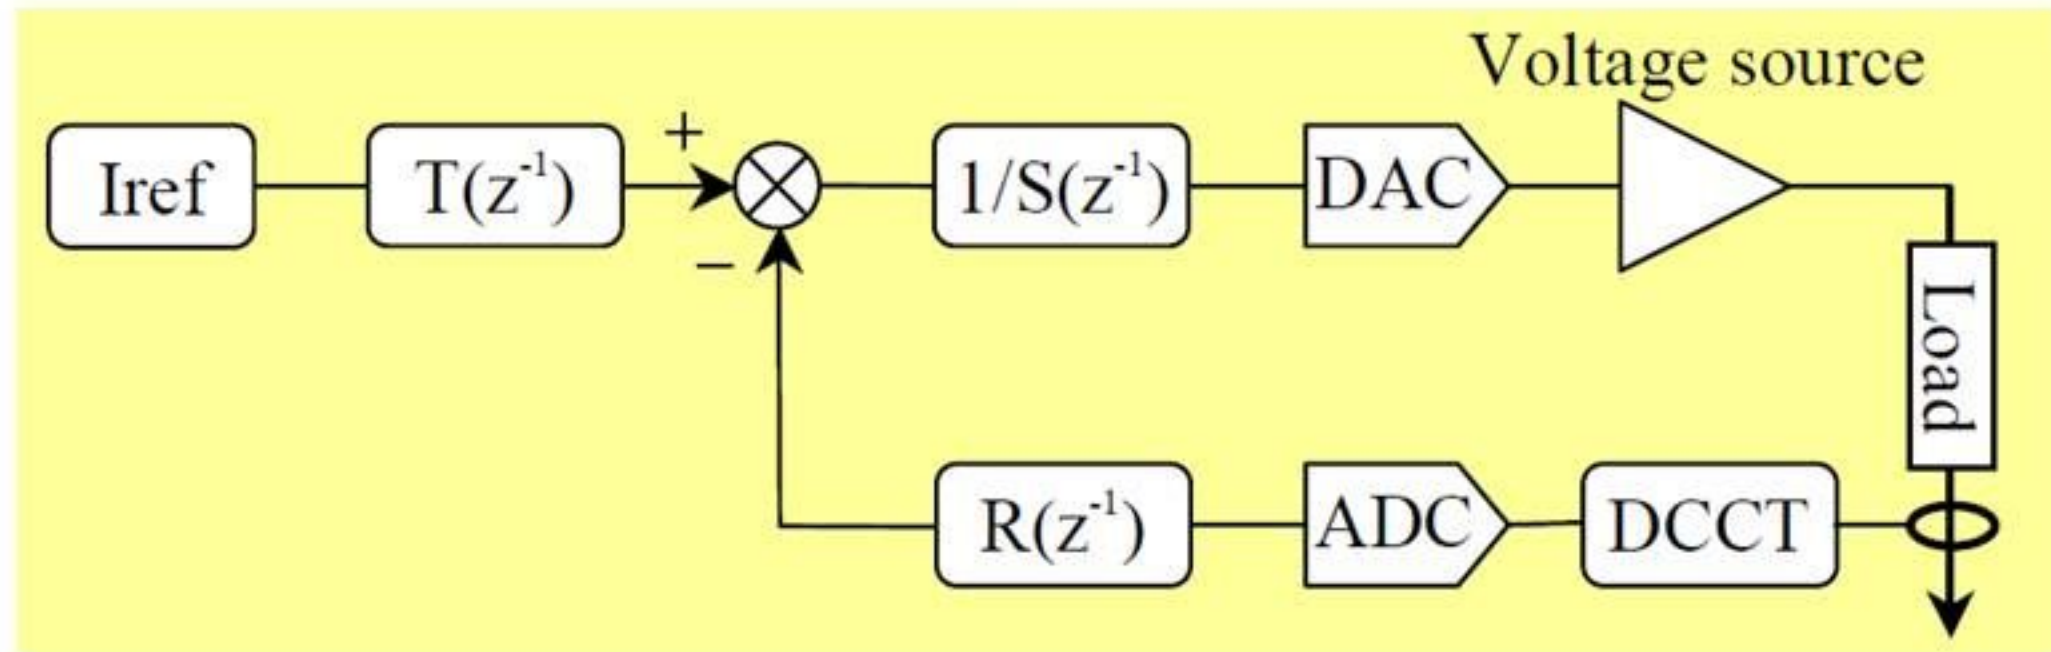 Voltage source
Iref
T(z⁻¹)
+
1/S(z⁻¹)
DAC
−
Load
R(z⁻¹)
ADC
DCCT